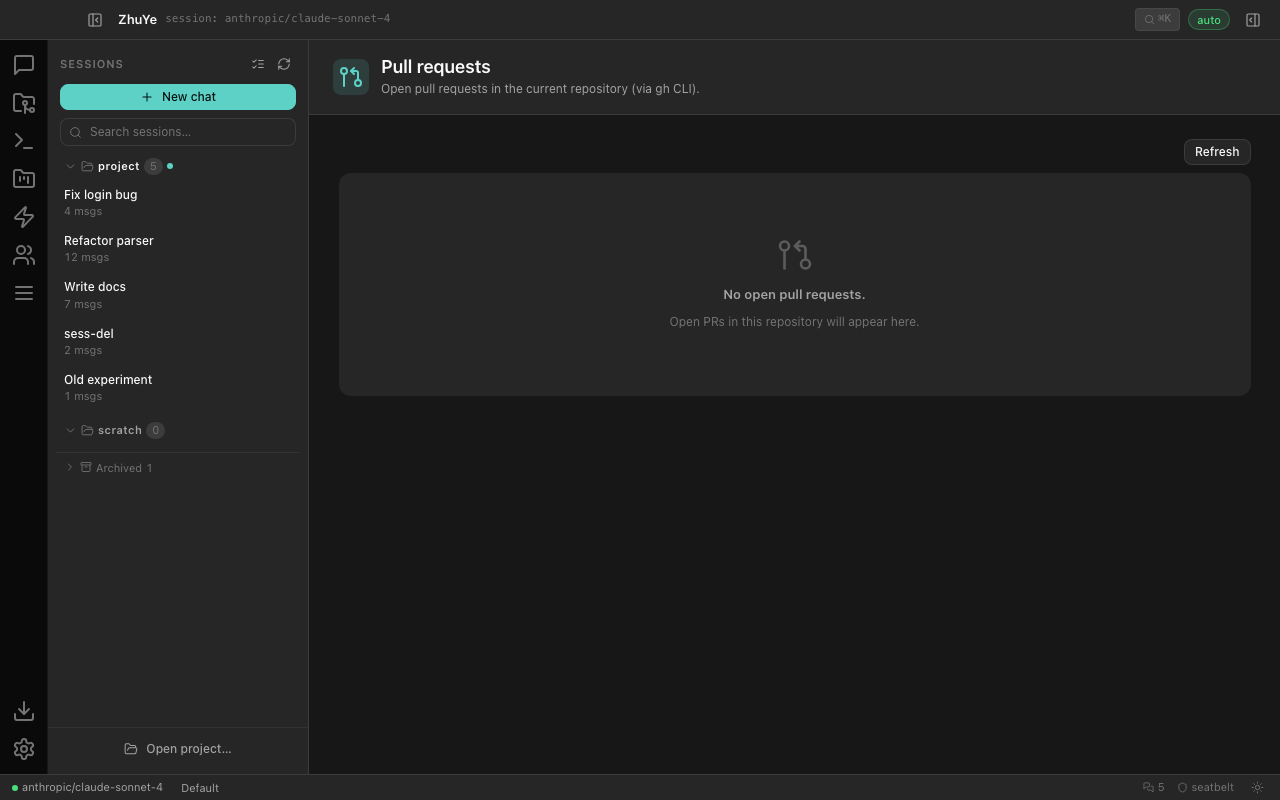 ZhuYe session: anthropic/claude-sonnet-4
⌘K
auto
SESSIONS
New chat
Search sessions...
project 5
Fix login bug
4 msgs
Refactor parser
12 msgs
Write docs
7 msgs
sess-del
2 msgs
Old experiment
1 msgs
scratch 0
Archived 1
Open project...
Pull requests
Open pull requests in the current repository (via gh CLI).
Refresh
No open pull requests.
Open PRs in this repository will appear here.
anthropic/claude-sonnet-4 Default
5 seatbelt